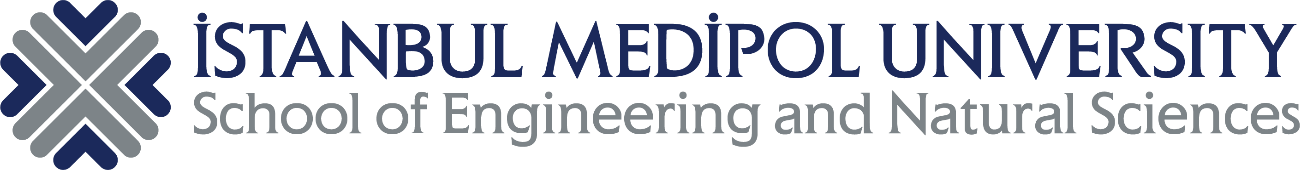 İSTANBUL MEDİPOL UNIVERSITY
School of Engineering and Natural Sciences